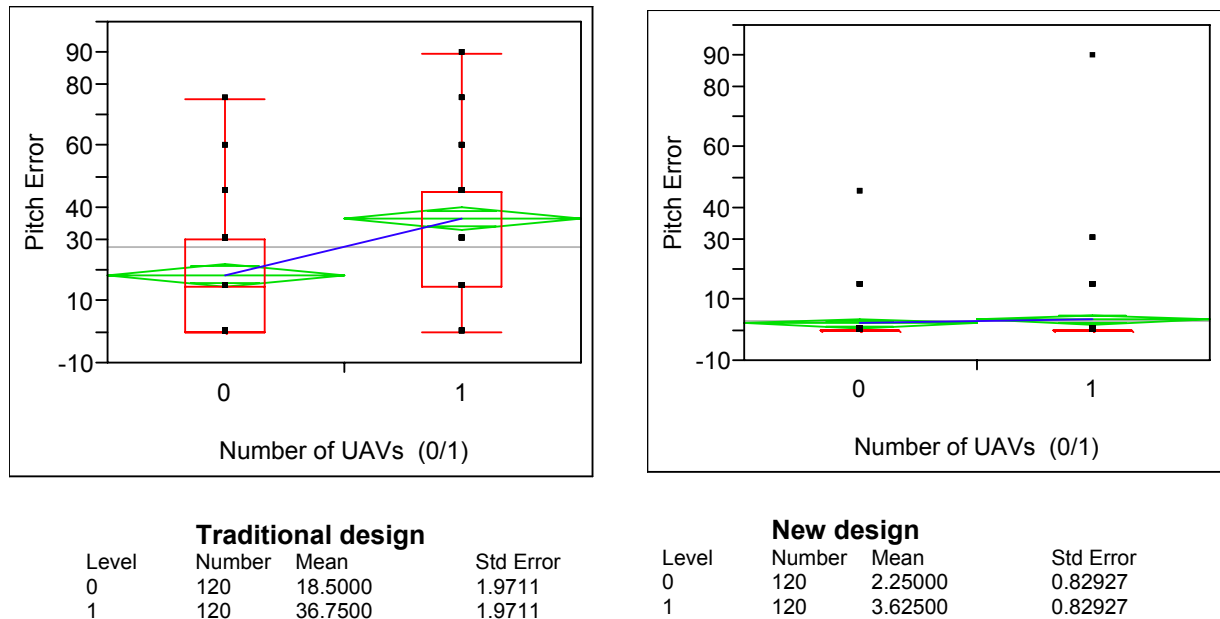 Pitch Error
90
80
60
40
30
10
-10
0 1
Number of UAVs (0/1)
Pitch Error
90
80
60
40
30
10
-10
0 1
Number of UAVs (0/1)
Traditional design
Level Number Mean Std Error
0 120 18.5000 1.9711
1 120 36.7500 1.9711
New design
Level Number Mean Std Error
0 120 2.25000 0.82927
1 120 3.62500 0.82927